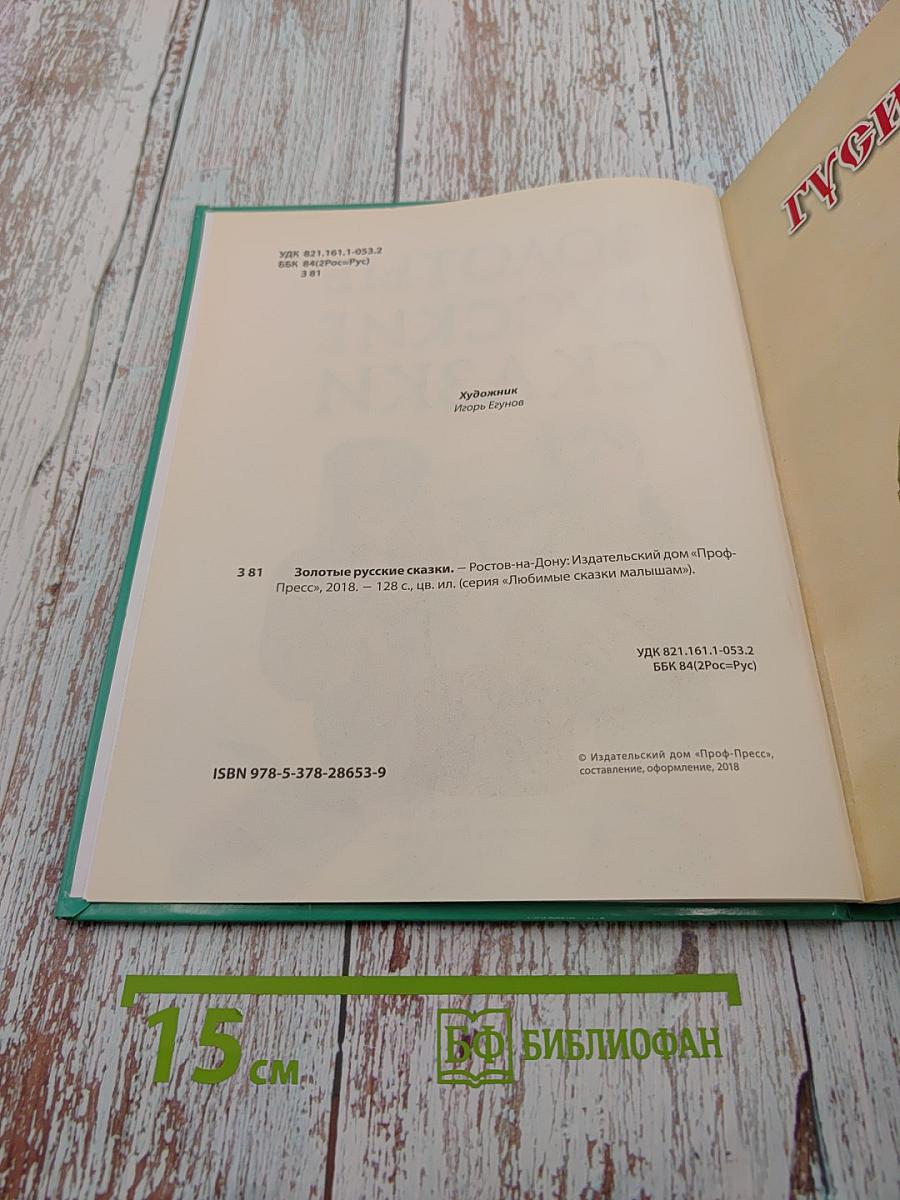 УДК 821.161.1-053.2
ББК 84(2Рос=Рус)
З 81
Художник
Игорь Егунов
З 81 Золотые русские сказки. – Ростов-на-Дону: Издательский дом «Проф-
Пресс», 2018. – 128 с., цв. ил. (серия «Любимые сказки малышам»).
УДК 821.161.1-053.2
ББК 84(2Рос=Рус)
ISBN 978-5-378-28653-9
© Издательский дом «Проф-Пресс»,
составление, оформление, 2018
ГУСИ
15 см
БФ БИБЛИОФАН